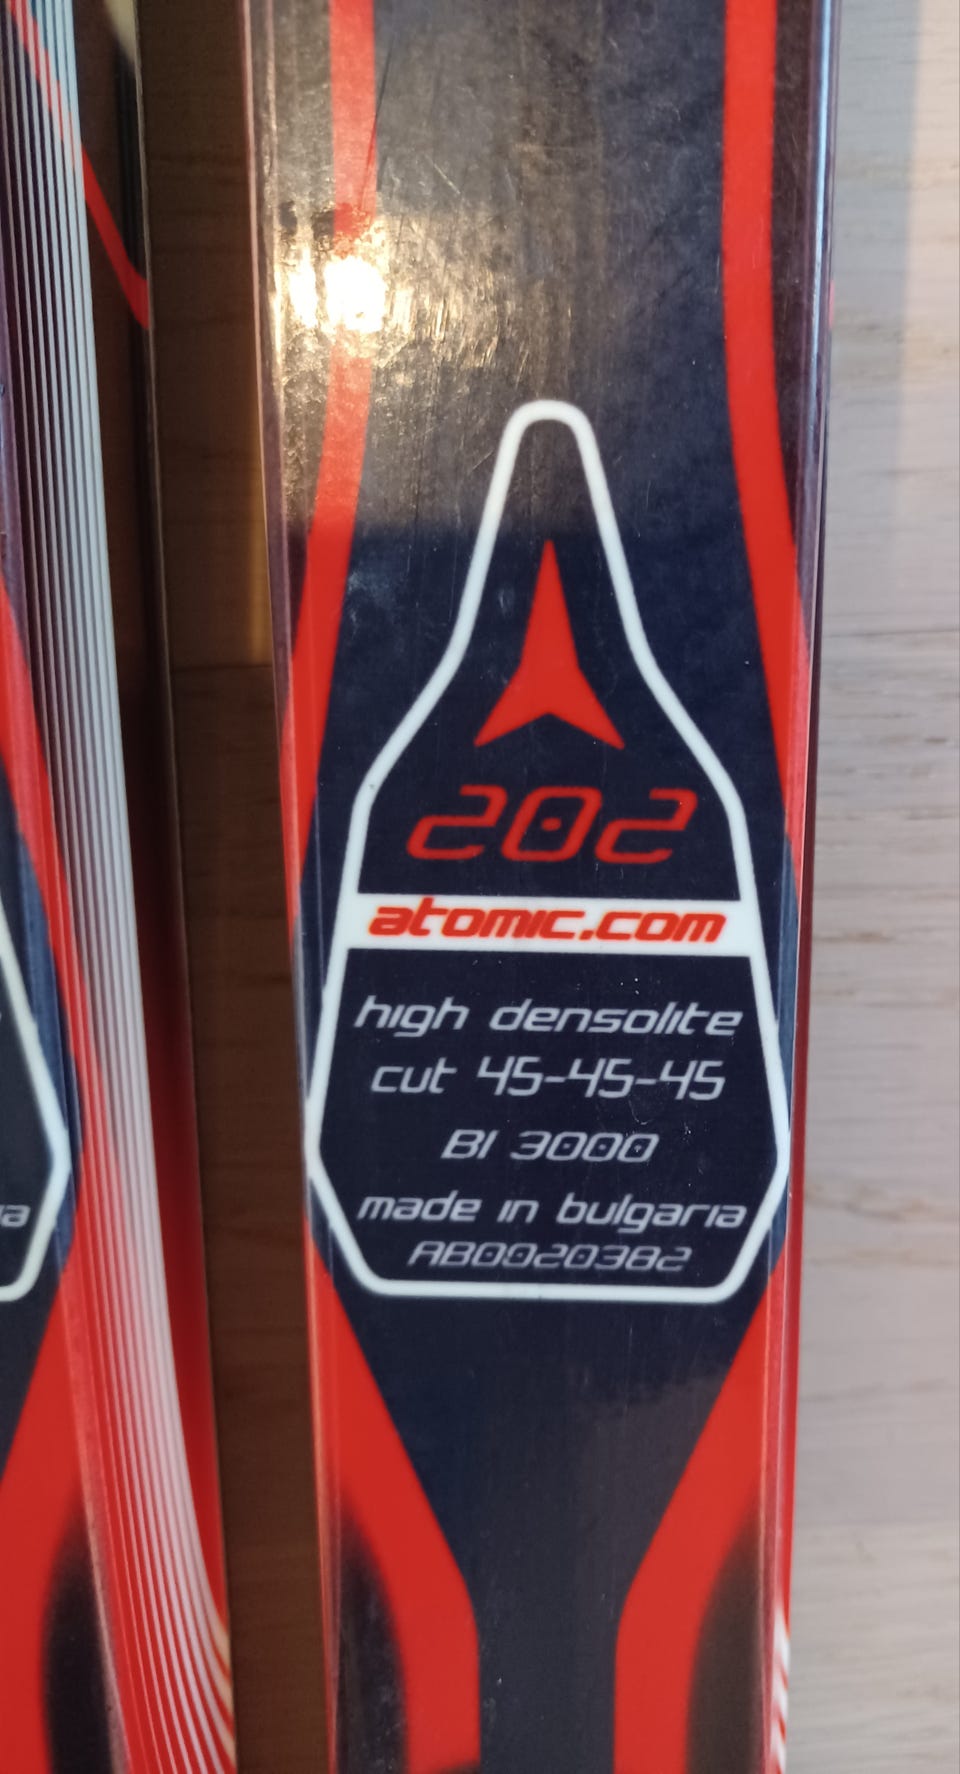 202
atomic.com
high densolite
cut 45-45-45
BI 3000
made in bulgaria
AB0020382